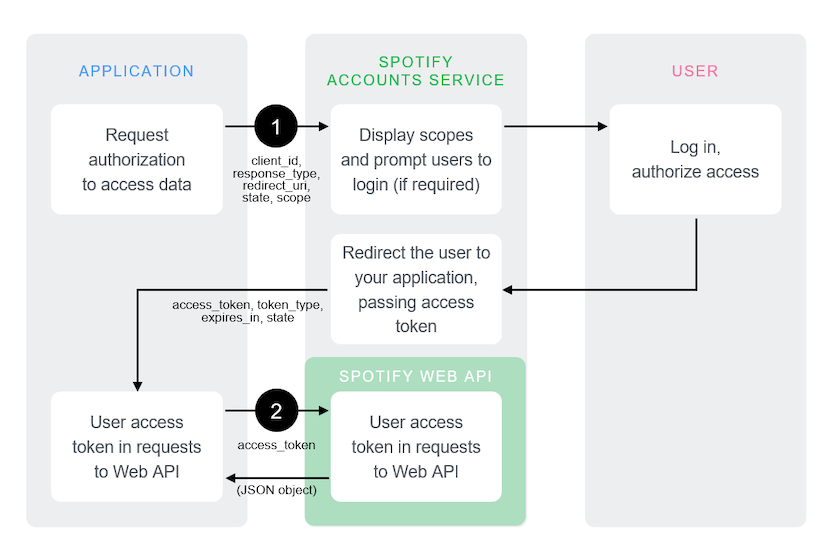 APPLICATION
SPOTIFY
ACCOUNTS SERVICE
USER
Request
authorization
to access data
1
client_id,
response_type,
redirect_uri,
state, scope
Display scopes
and prompt users to
login (if required)
Log in,
authorize access
Redirect the user to
your application,
passing access
token
access_token, token_type,
expires_in, state
SPOTIFY WEB API
User access
token in requests
to Web API
2
access_token
(JSON object)
User access
token in requests
to Web API